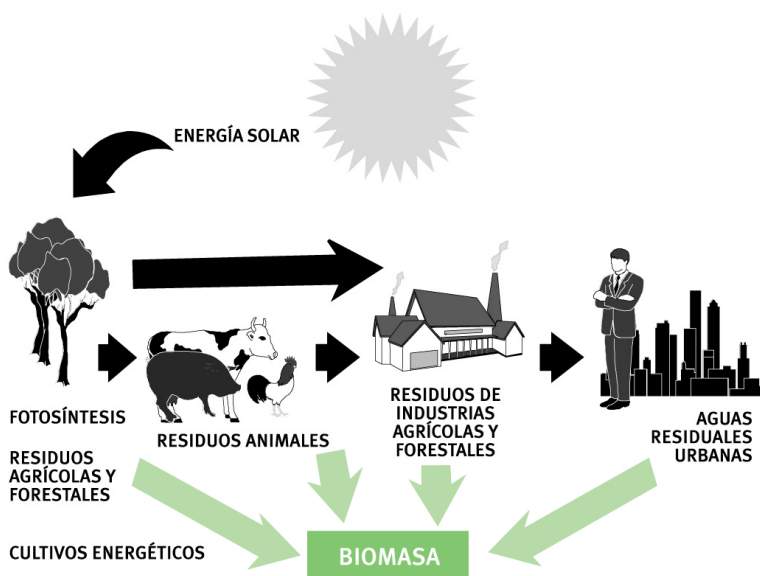 ENERGÍA SOLAR
FOTOSÍNTESIS
RESIDUOS
AGRÍCOLAS Y
FORESTALES
CULTIVOS ENERGÉTICOS
RESIDUOS ANIMALES
RESIDUOS DE
INDUSTRIAS
AGRÍCOLAS Y
FORESTALES
AGUAS
RESIDUALES
URBANAS
BIOMASA